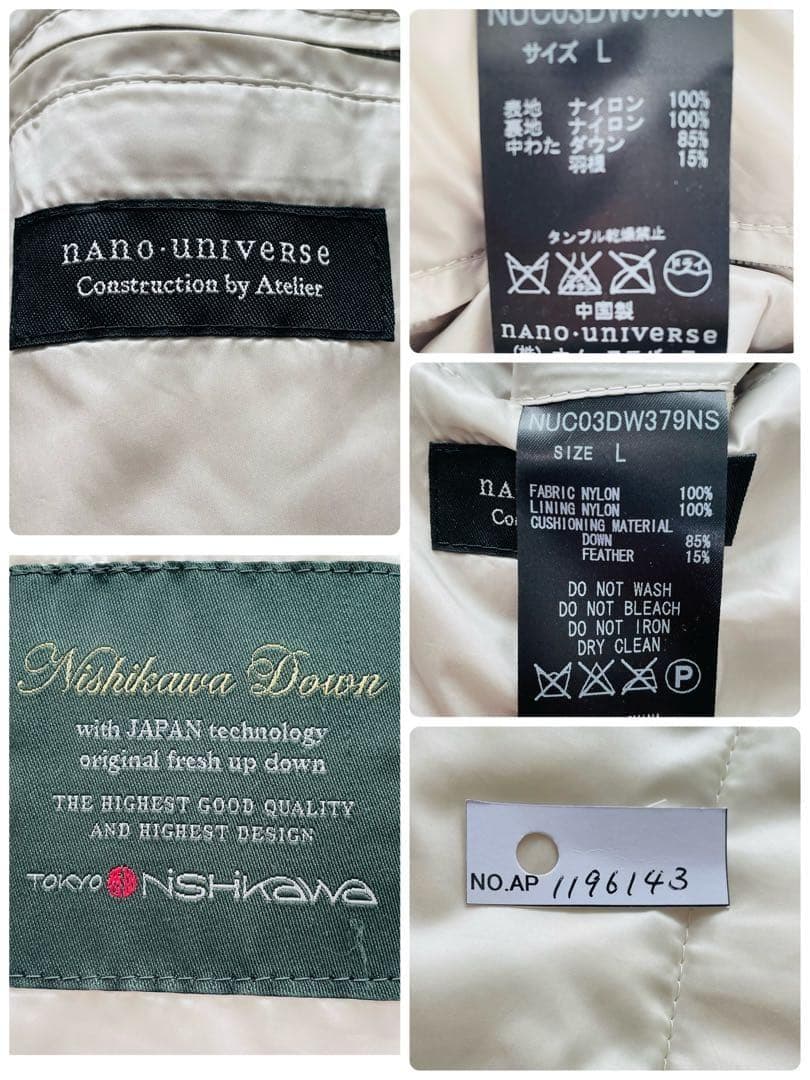 nano·universe
Construction by Atelier
サイズ L
表地 ナイロン 100%
裏地 ナイロン 100%
中わた ダウン 85%
羽根 15%
タンブル乾燥禁止
ドライ
中国製
nano·universe
NUC03DW379NS
SIZE L
FABRIC NYLON 100%
LINING NYLON 100%
CUSHIONING MATERIAL
DOWN 85%
FEATHER 15%
DO NOT WASH
DO NOT BLEACH
DO NOT IRON
DRY CLEAN
P
Nishikawa Down
with JAPAN technology
original fresh up down
THE HIGHEST GOOD QUALITY
AND HIGHEST DESIGN
TOKYO NiSHiKawa
NO.AP 1196143